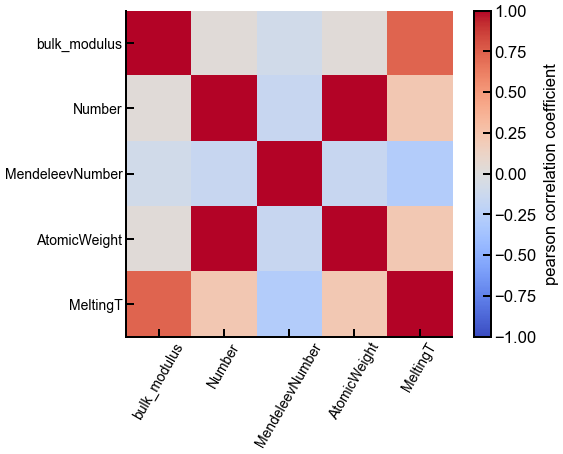 bulk_modulus
Number
MendeleevNumber
AtomicWeight
MeltingT
bulk_modulus
Number
MendeleevNumber
AtomicWeight
MeltingT
1.00
0.75
0.50
0.25
0.00
−0.25
−0.50
−0.75
−1.00
pearson correlation coefficient